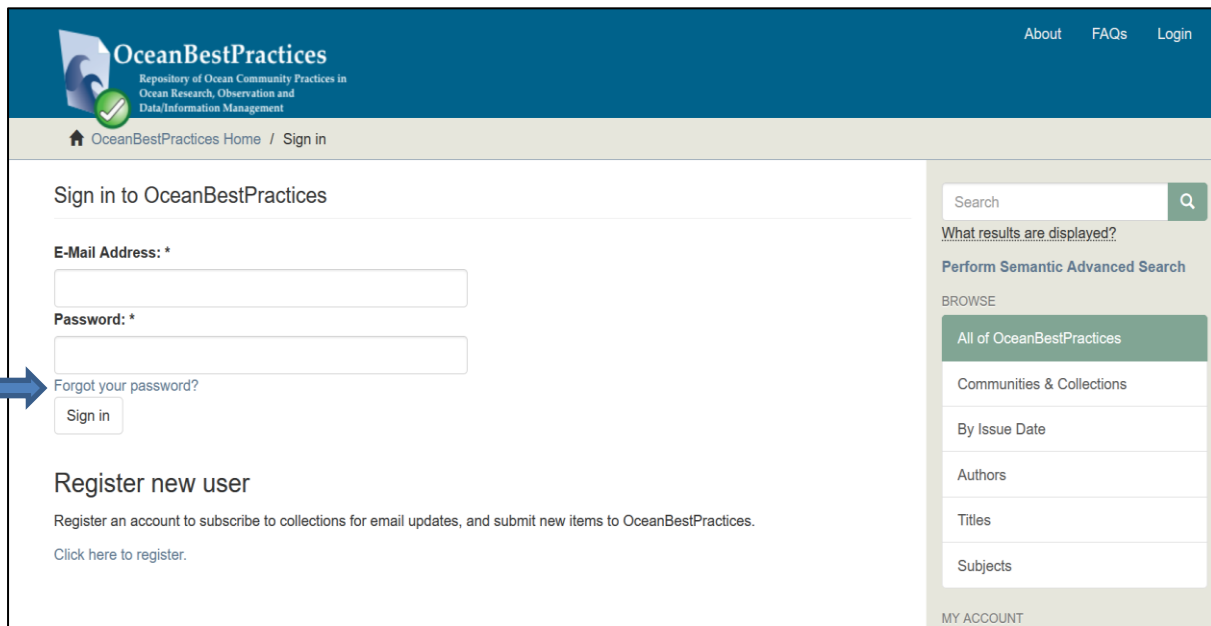 About FAQs Login
OceanBestPractices
Repository of Ocean Community Practices in
Ocean Research, Observation and
Data/Information Management
OceanBestPractices Home / Sign in
Sign in to OceanBestPractices
E-Mail Address: *
Password: *
Forgot your password?
Sign in
Register new user
Register an account to subscribe to collections for email updates, and submit new items to OceanBestPractices.
Click here to register.
Search
What results are displayed?
Perform Semantic Advanced Search
BROWSE
All of OceanBestPractices
Communities & Collections
By Issue Date
Authors
Titles
Subjects
MY ACCOUNT